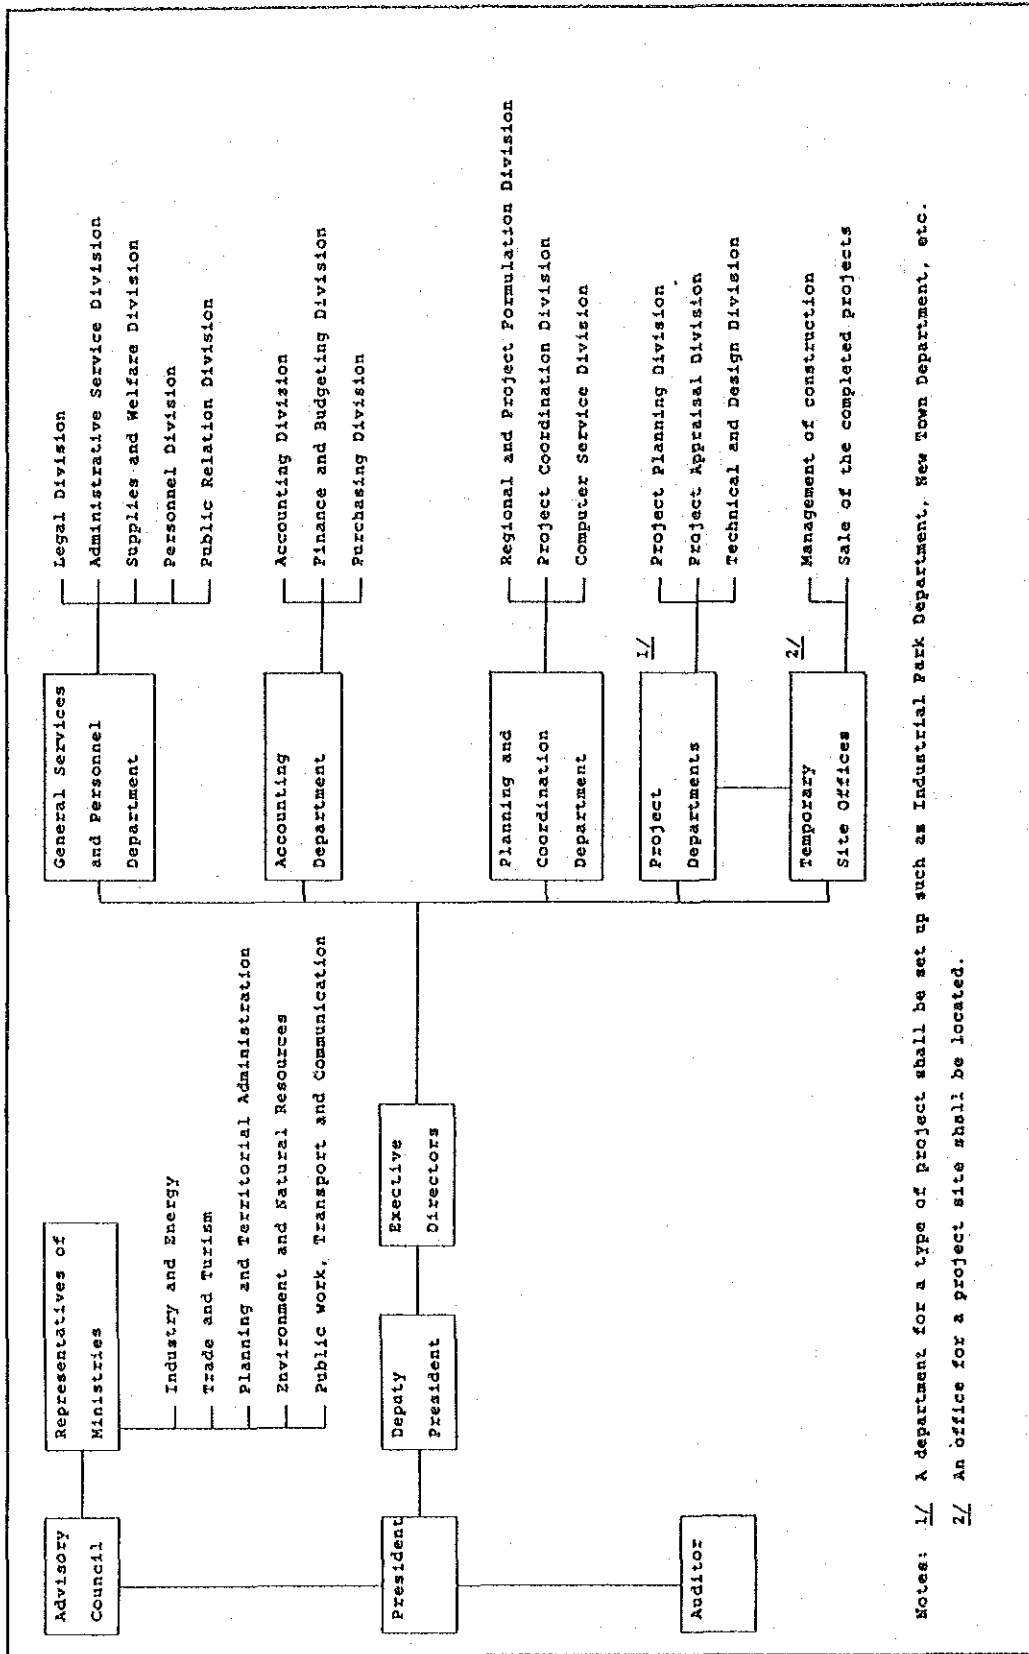 Advisory
Council
Representatives of
Ministries
Industry and Energy
Trade and Turism
Planning and Territorial Administration
Environment and Natural Resources
Public work, Transport and Communication
President
Deputy
President
Exective
Directors
Auditor
General Services
and Personnel
Department
Legal Division
Administrative Service Division
Supplies and Welfare Division
Personnel Division
Public Relation Division
Accounting
Department
Accounting Division
Finance and Budgeting Division
Purchasing Division
Planning and
Coordination
Department
Regional and Project Formulation Division
Project Coordination Division
Computer Service Division
Project
Departments
1/
Project Planning Division
Project Appraisal Division
Technical and Design Division
Temporary
Site Offices
2/
Management of construction
Sale of the completed projects
Notes: 1/ A department for a type of project shall be set up such as Industrial Park Department, New Town Department, etc.
2/ An office for a project site shall be located.